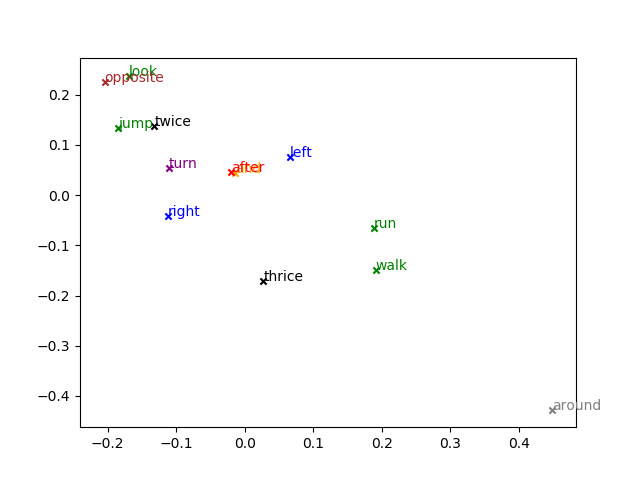 look
opposite
0.2
jump
twice
0.1
left
turn
after
and
0.0
right
run
−0.1
walk
thrice
−0.2
−0.3
−0.4
around
−0.2
−0.1
0.0
0.1
0.2
0.3
0.4